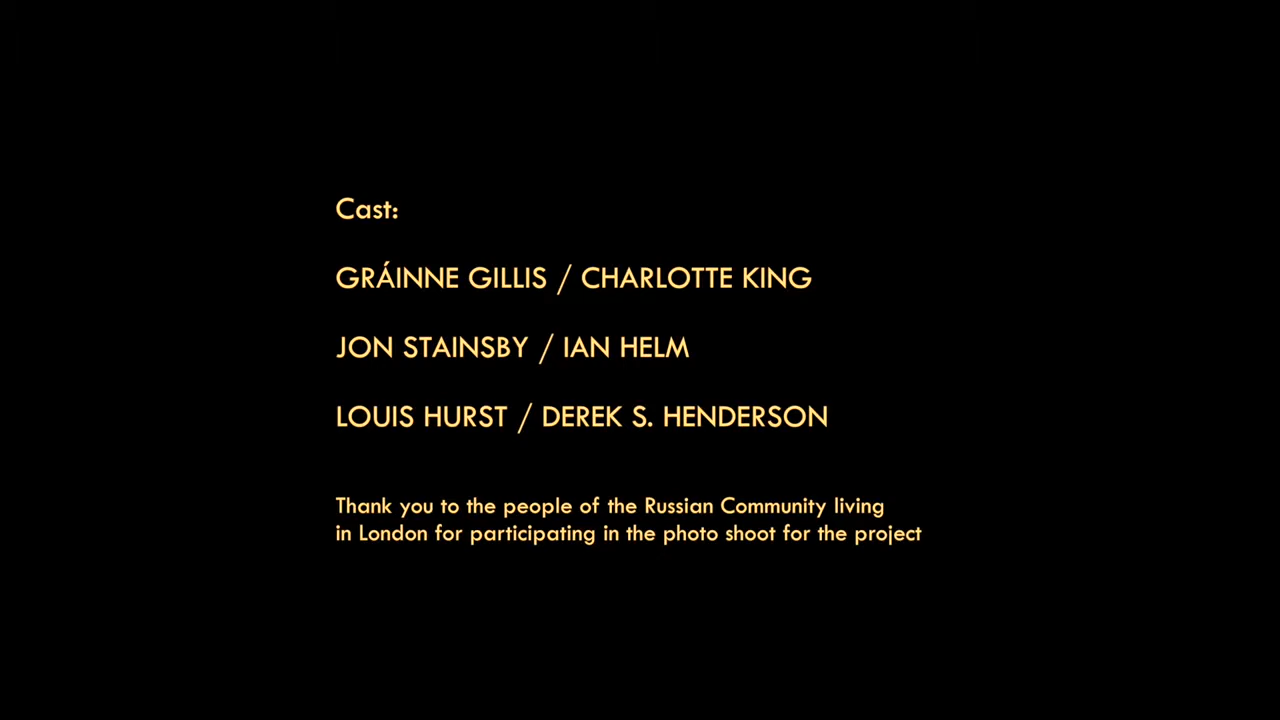 Cast:
GRÁINNE GILLIS / CHARLOTTE KING
JON STAINSBY / IAN HELM
LOUIS HURST / DEREK S. HENDERSON
Thank you to the people of the Russian Community living
in London for participating in the photo shoot for the project